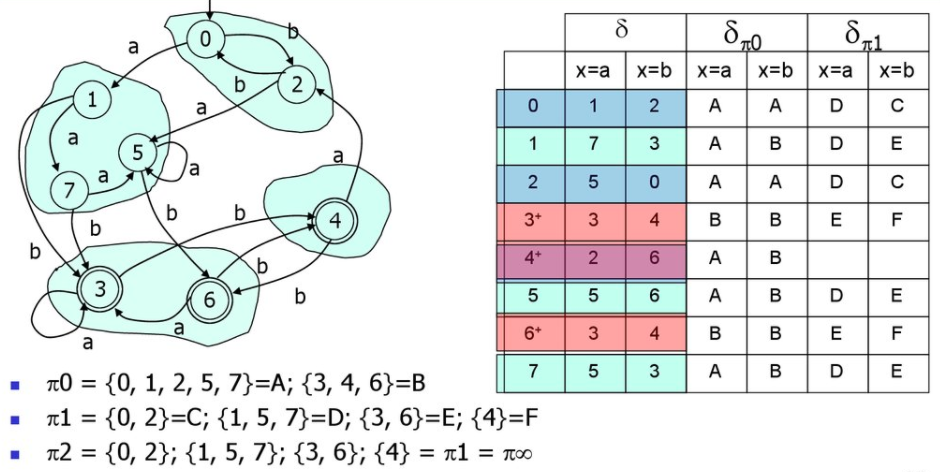 0
b
a
2
b
1
a
a
5
a
a
7
a
4
b
b
b
b
b
3
6
b
a
a
δ δπ0 δπ1
x=a x=b x=a x=b x=a x=b
0 1 2 A A D C
1 7 3 A B D E
2 5 0 A A D C
3+ 3 4 B B E F
4+ 2 6 A B
5 5 6 A B D E
6+ 3 4 B B E F
7 5 3 A B D E
π0 = {0, 1, 2, 5, 7}=A; {3, 4, 6}=B
π1 = {0, 2}=C; {1, 5, 7}=D; {3, 6}=E; {4}=F
π2 = {0, 2}; {1, 5, 7}; {3, 6}; {4} = π1 = π∞